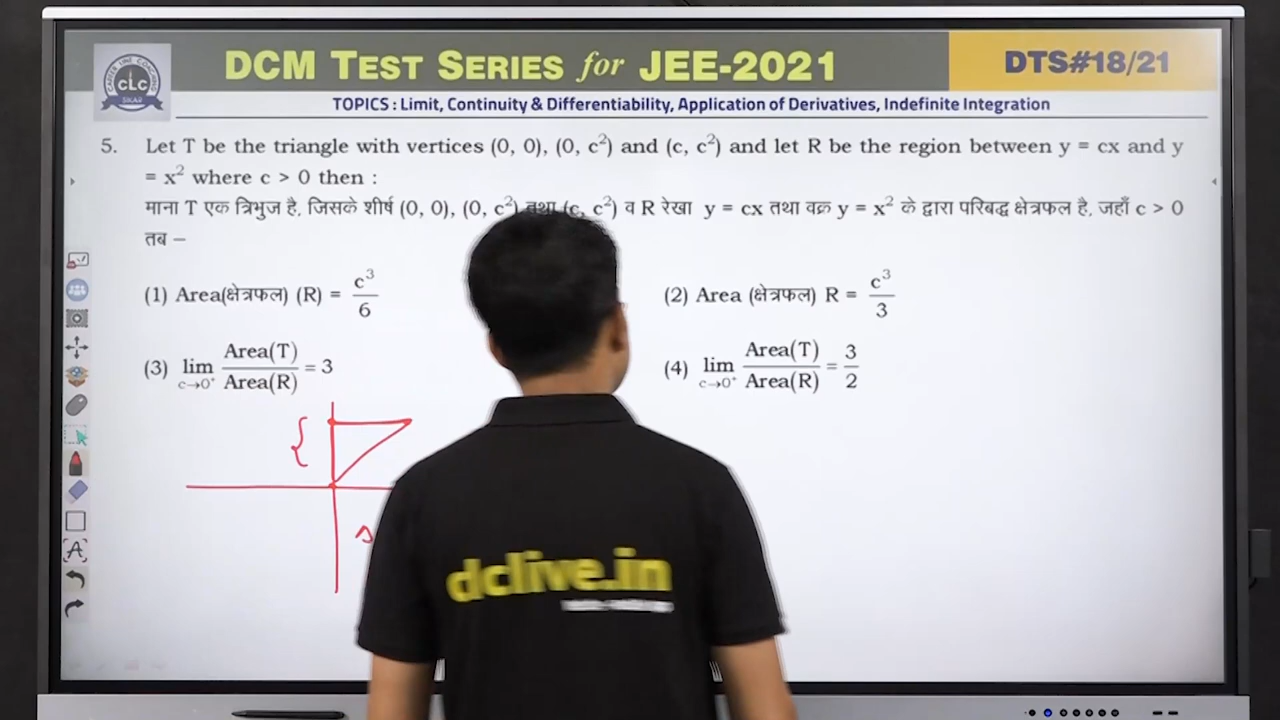 DCM TEST SERIES for JEE-2021
DTS#18/21
CLC
SIKAR
TOPICS : Limit, Continuity & Differentiability, Application of Derivatives, Indefinite Integration
5. Let T be the triangle with vertices (0, 0), (0, c²) and (c, c²) and let R be the region between y = cx and y
= x² where c > 0 then :
माना T एक त्रिभुज है, जिसके शीर्ष (0, 0), (0, c²) तथा (c, c²) व R रेखा y = cx तथा वक्र y = x² के द्वारा परिबद्ध क्षेत्रफल है, जहाँ c > 0
तब –
(1) Area(क्षेत्रफल) (R) = c³/6
(2) Area (क्षेत्रफल) R = c³/3
(3) lim c→0⁺ Area(T)/Area(R) = 3
(4) lim c→0⁺ Area(T)/Area(R) = 3/2
dclive.in